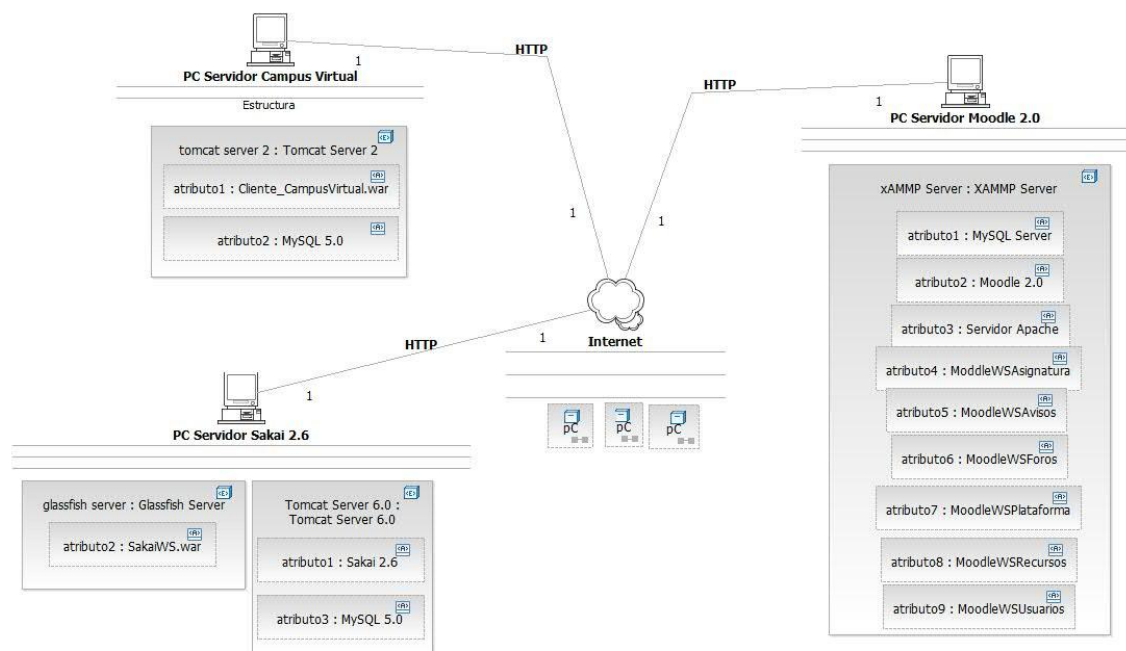 HTTP
1
PC Servidor Campus Virtual
Estructura
tomcat server 2 : Tomcat Server 2
atributo1 : Cliente_CampusVirtual.war
atributo2 : MySQL 5.0
1
HTTP
1
PC Servidor Moodle 2.0
xAMMP Server : XAMMP Server
atributo1 : MySQL Server
atributo2 : Moodle 2.0
atributo3 : Servidor Apache
atributo4 : ModdleWSAsignatura
atributo5 : MoodleWSAvisos
atributo6 : MoodleWSForos
atributo7 : MoodleWSPlataforma
atributo8 : MoodleWSRecursos
atributo9 : MoodleWSUsuarios
1
Internet
pC
pC
pC
HTTP
1
1
PC Servidor Sakai 2.6
glassfish server : Glassfish Server
atributo2 : SakaiWS.war
Tomcat Server 6.0 :
Tomcat Server 6.0
atributo1 : Sakai 2.6
atributo3 : MySQL 5.0